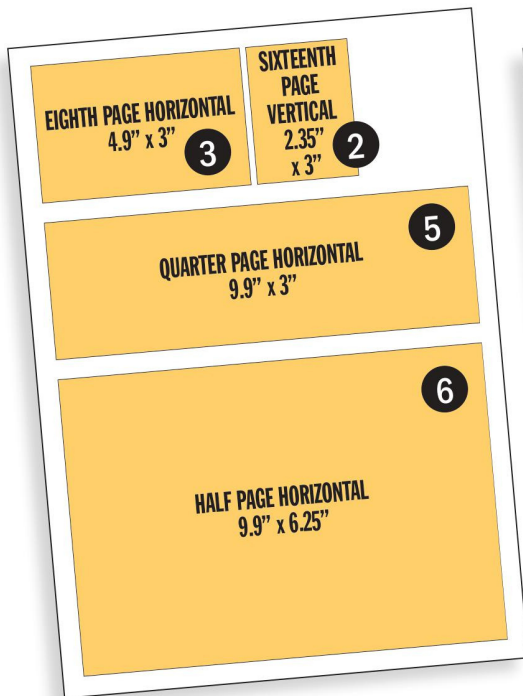 EIGHTH PAGE HORIZONTAL
4.9” x 3”
3
SIXTEENTH
PAGE
VERTICAL
2.35”
x 3”
2
5
QUARTER PAGE HORIZONTAL
9.9” x 3”
6
HALF PAGE HORIZONTAL
9.9” x 6.25”